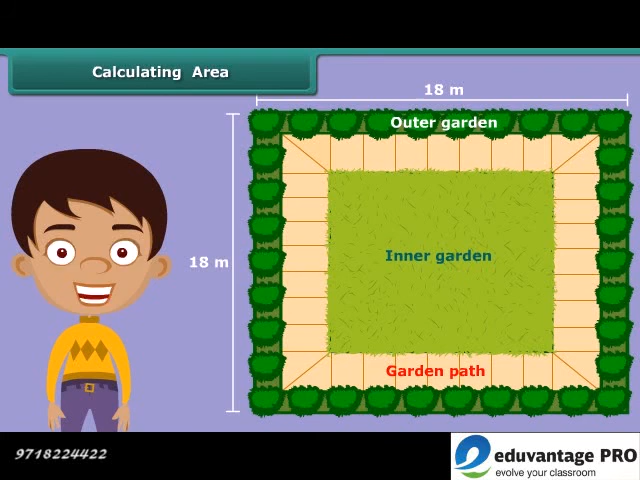 Calculating Area
18 m
Outer garden
18 m
Inner garden
Garden path
9718224422
eduvantage PRO
evolve your classroom